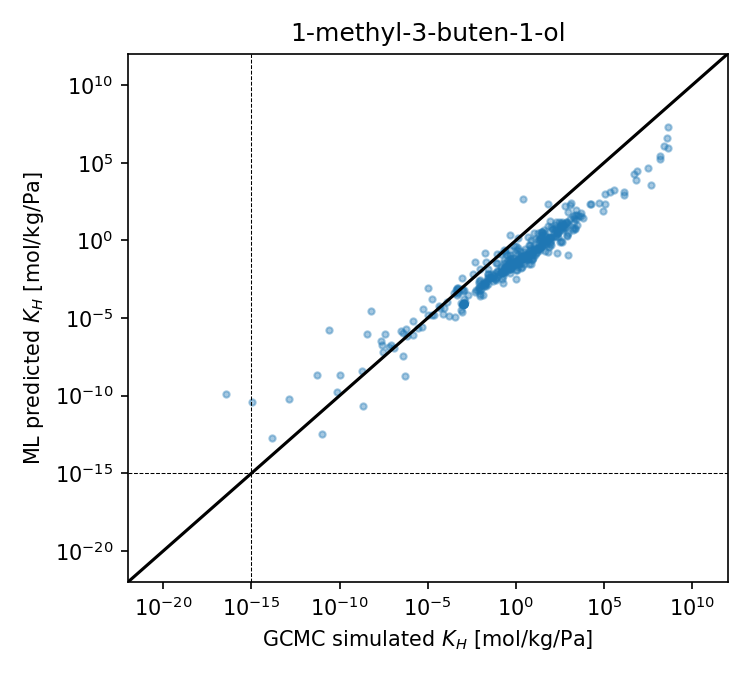 1-methyl-3-buten-1-ol
ML predicted $K_H$ [mol/kg/Pa]
$10^{10}$
$10^{5}$
$10^{0}$
$10^{-5}$
$10^{-10}$
$10^{-15}$
$10^{-20}$
$10^{-20}$ $10^{-15}$ $10^{-10}$ $10^{-5}$ $10^{0}$ $10^{5}$ $10^{10}$
GCMC simulated $K_H$ [mol/kg/Pa]